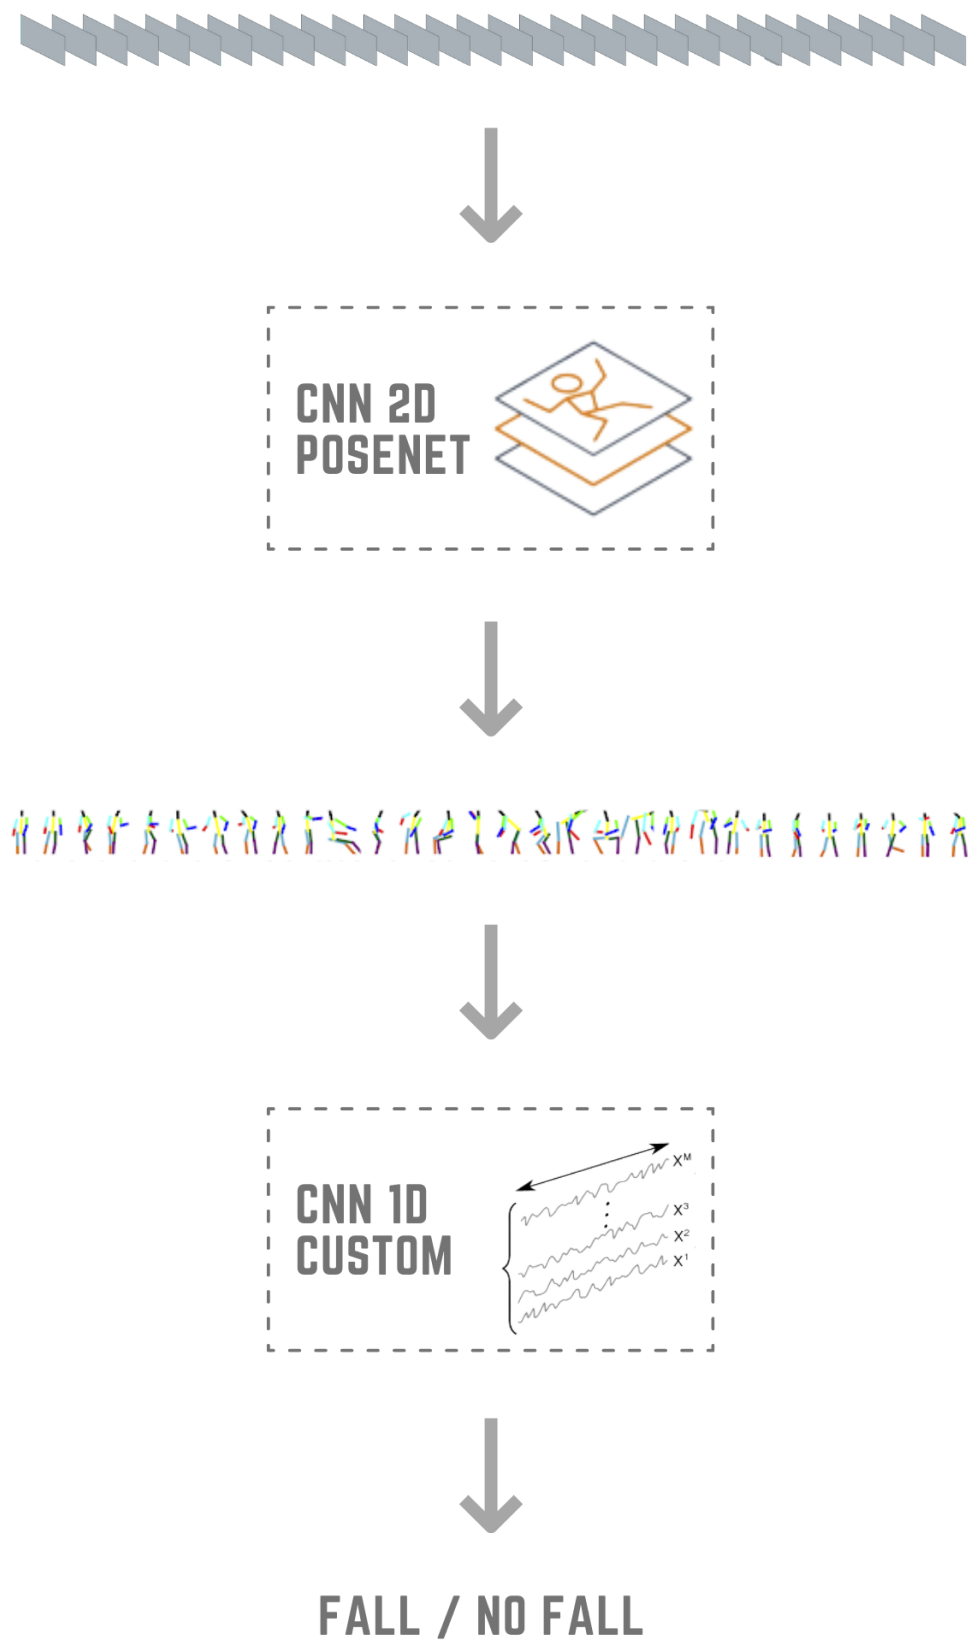 CNN 2D
POSENET
CNN 1D
CUSTOM
X^M
X^3
X^2
X^1
FALL / NO FALL